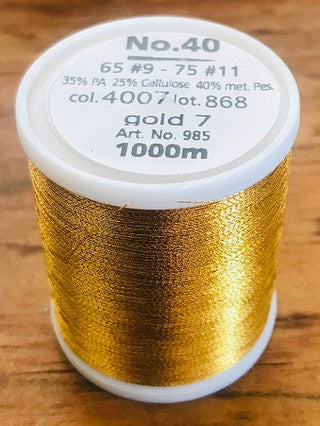 No.40
65 #9 - 75 #11
35% PA 25% Cellulose 40% met. Pes.
col. 4007 lot. 868
gold 7
Art. No. 985
1000m